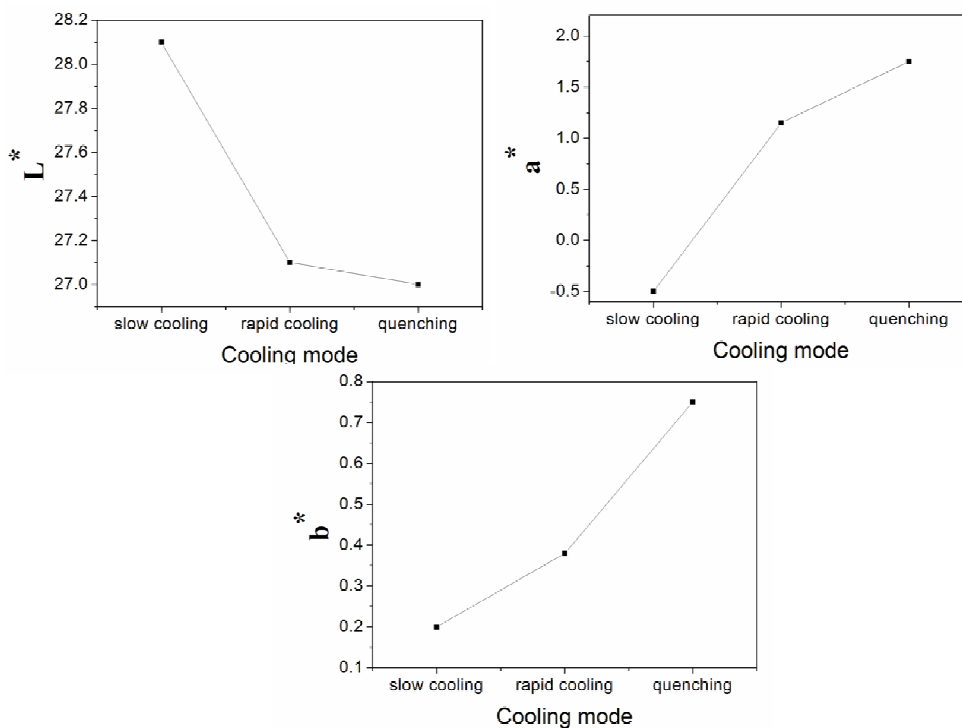 28.2
28.0
27.8
27.6
27.4
27.2
27.0
L*
slow cooling rapid cooling quenching
Cooling mode
2.0
1.5
1.0
0.5
0.0
-0.5
a*
slow cooling rapid cooling quenching
Cooling mode
0.8
0.7
0.6
0.5
0.4
0.3
0.2
0.1
b*
slow cooling rapid cooling quenching
Cooling mode